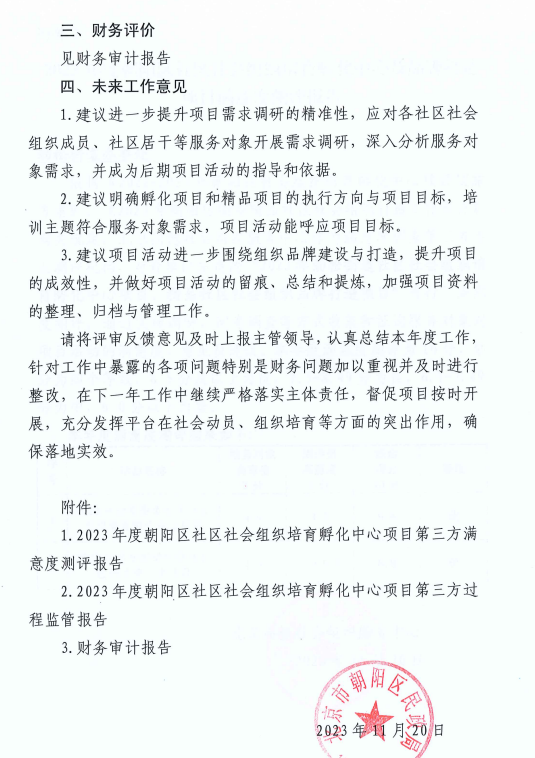 三、财务评价
见财务审计报告
四、未来工作意见
1.建议进一步提升项目需求调研的精准性，应对各社区社会
组织成员、社区居干等服务对象开展需求调研，深入分析服务对
象需求，并成为后期项目活动的指导和依据。
2.建议明确孵化项目和精品项目的执行方向与项目目标，培
训主题符合服务对象需求，项目活动能呼应项目目标。
3.建议项目活动进一步围绕组织品牌建设与打造，提升项目
的成效性，并做好项目活动的留痕、总结和提炼，加强项目资料
的整理、归档与管理工作。
请将评审反馈意见及时上报主管领导，认真总结本年度工作，
针对工作中暴露的各项问题特别是财务问题加以重视并及时进行
整改，在下一年工作中继续严格落实主体责任，督促项目按时开
展，充分发挥平台在社会动员、组织培育等方面的突出作用，确
保落地实效。
附件：
1.2023年度朝阳区社区社会组织培育孵化中心项目第三方满
意度测评报告
2.2023年度朝阳区社区社会组织培育孵化中心项目第三方过
程监管报告
3.财务审计报告
北京市朝阳区民政局
2023年11月20日